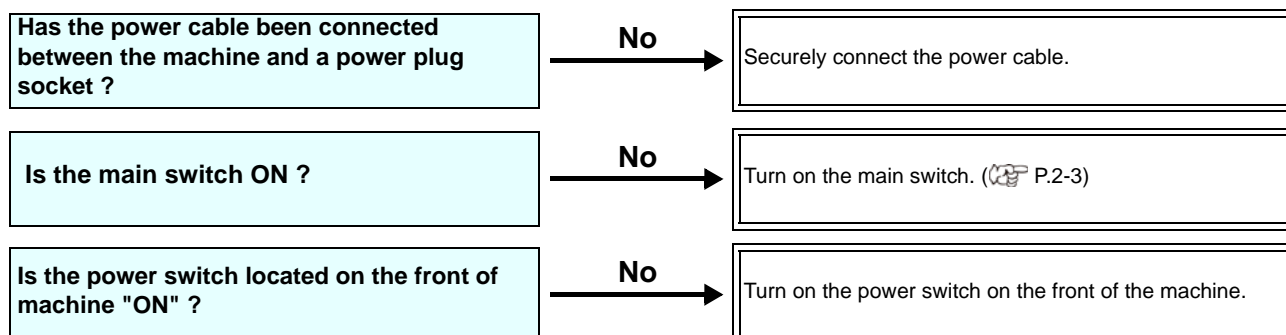 Has the power cable been connected
between the machine and a power plug
socket ?
No
Securely connect the power cable.
Is the main switch ON ?
No
Turn on the main switch. ( P.2-3)
Is the power switch located on the front of
machine "ON" ?
No
Turn on the power switch on the front of the machine.